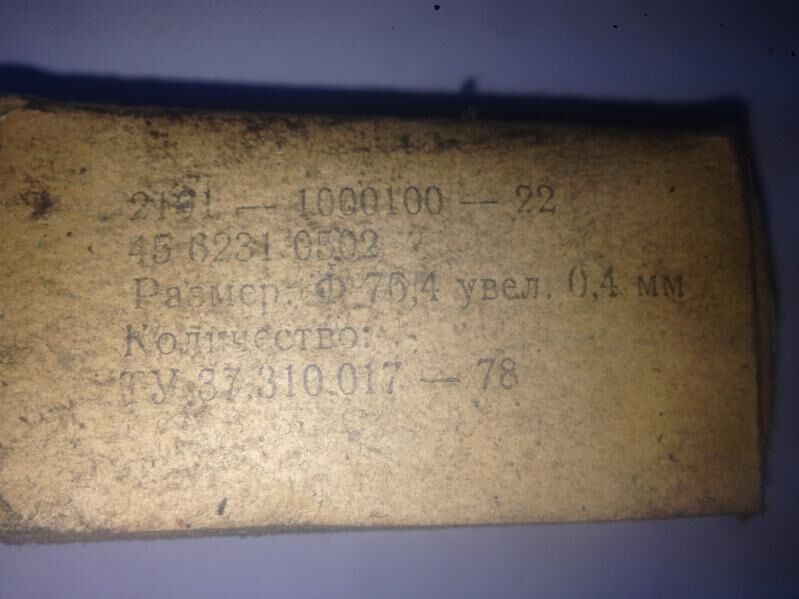 2101 — 1000100 — 22
45 6231 0502
Размер: Ф 76,4 увел. 0,4 мм
Количество:
ТУ 37.310.017 — 78